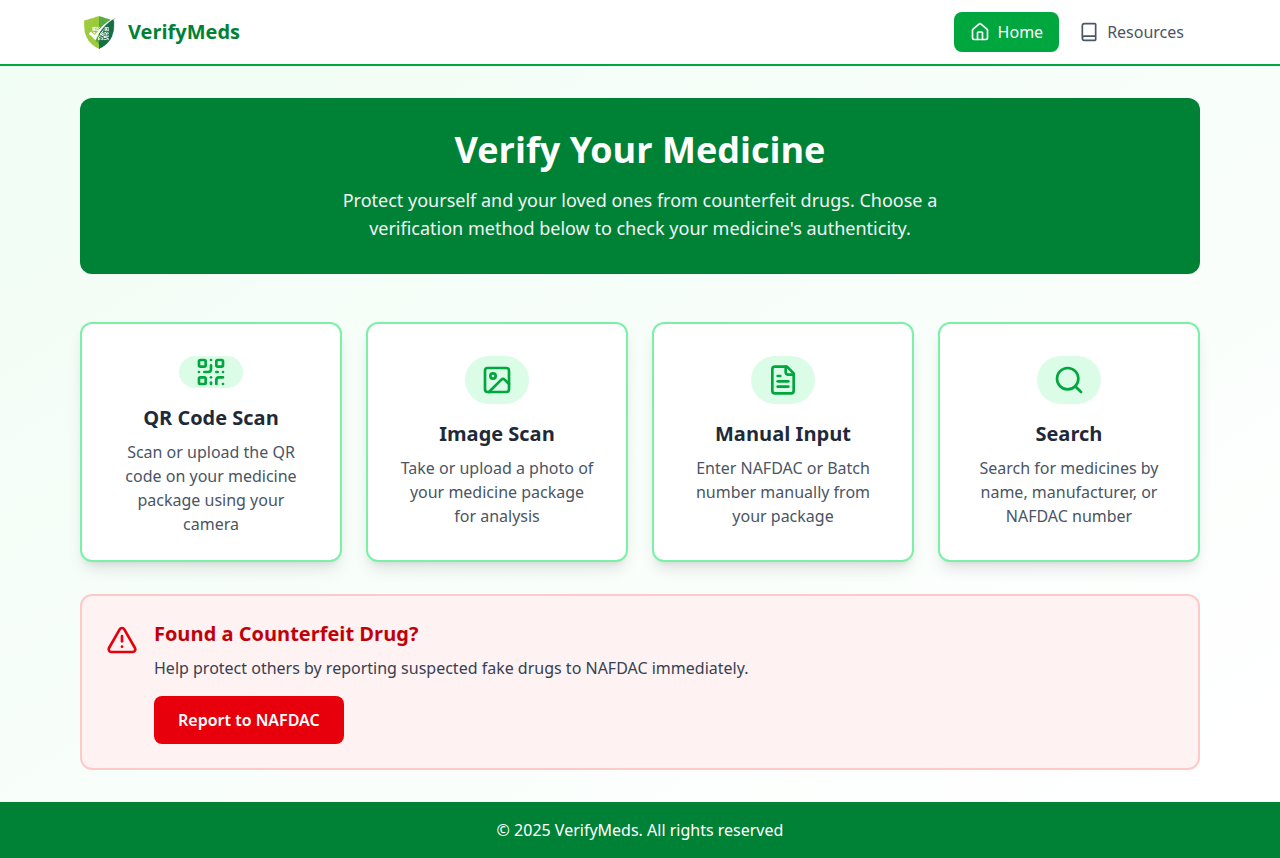 VerifyMeds
Home
Resources
Verify Your Medicine
Protect yourself and your loved ones from counterfeit drugs. Choose a
verification method below to check your medicine's authenticity.
QR Code Scan
Scan or upload the QR
code on your medicine
package using your
camera
Image Scan
Take or upload a photo of
your medicine package
for analysis
Manual Input
Enter NAFDAC or Batch
number manually from
your package
Search
Search for medicines by
name, manufacturer, or
NAFDAC number
Found a Counterfeit Drug?
Help protect others by reporting suspected fake drugs to NAFDAC immediately.
Report to NAFDAC
© 2025 VerifyMeds. All rights reserved